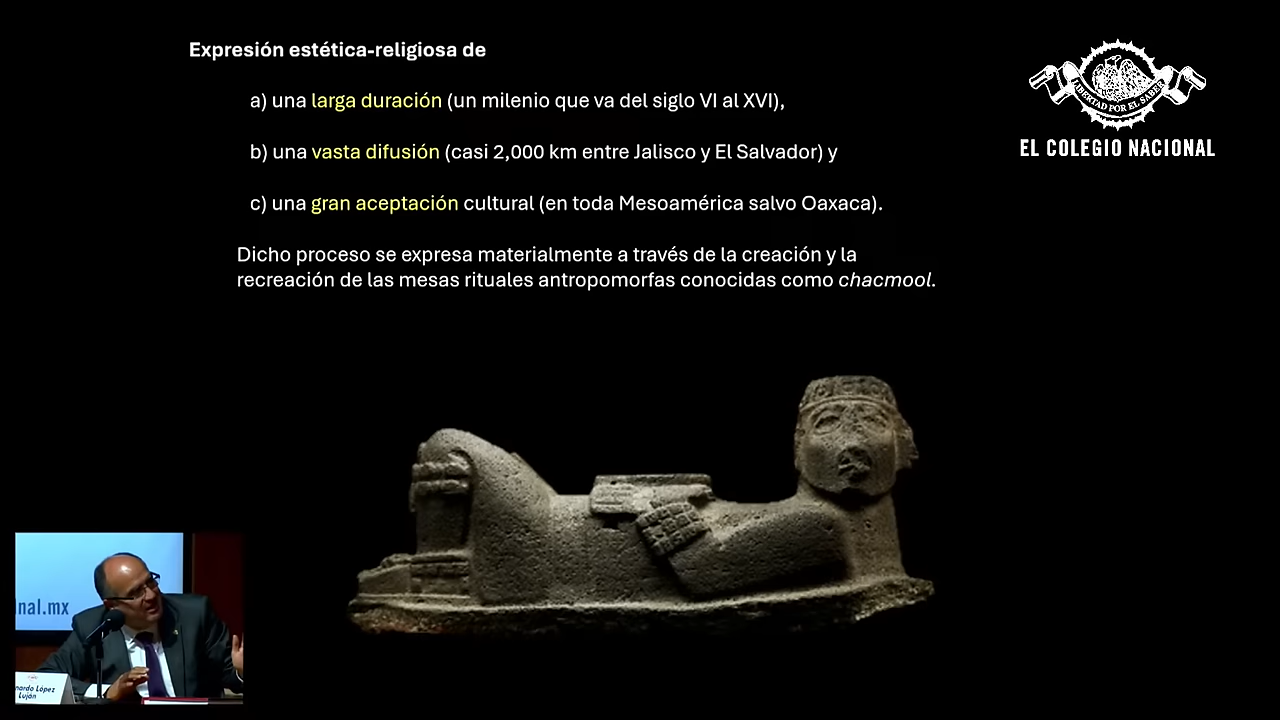 Expresión estética-religiosa de
a) una larga duración (un milenio que va del siglo VI al XVI),
b) una vasta difusión (casi 2,000 km entre Jalisco y El Salvador) y
c) una gran aceptación cultural (en toda Mesoamérica salvo Oaxaca).
Dicho proceso se expresa materialmente a través de la creación y la
recreación de las mesas rituales antropomorfas conocidas como chacmool.
LIBERTAD POR EL SABER
EL COLEGIO NACIONAL
nal.mx
nardo López
Luján